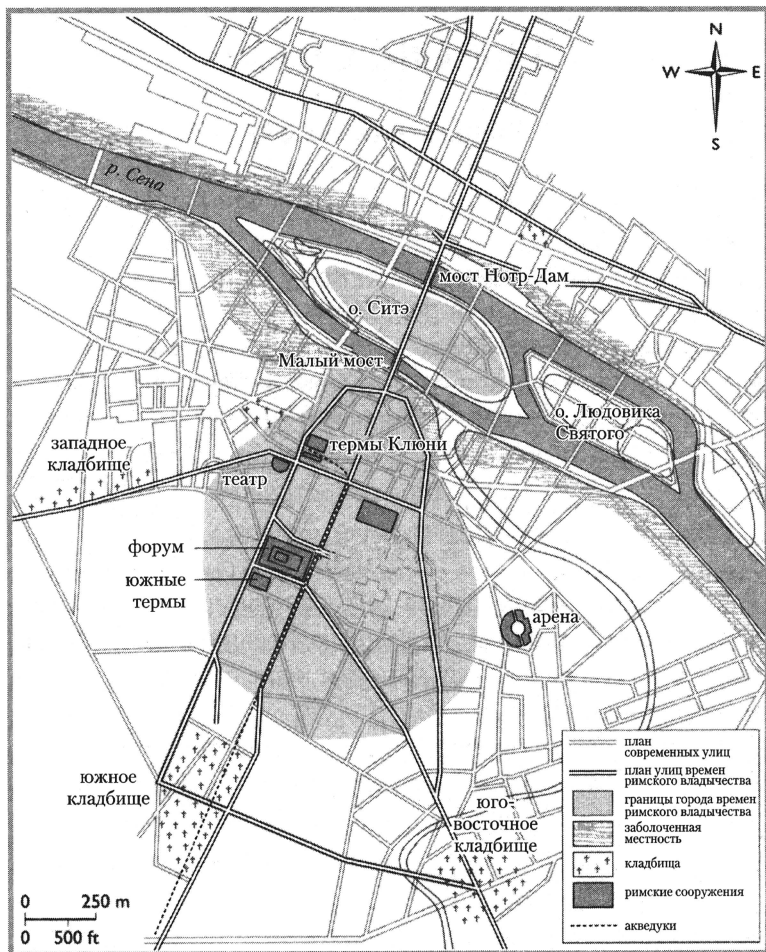 N
W E
S
р. Сена
мост Нотр-Дам
о. Ситэ
Малый мост
о. Людовика
Святого
термы Клюни
западное
кладбище
театр
форум
южные
термы
арена
южное
кладбище
юго-
восточное
кладбище
план
современных улиц
план улиц времен
римского владычества
границы города времен
римского владычества
заболоченная
местность
кладбища
римские сооружения
акведуки
0 250 m
0 500 ft